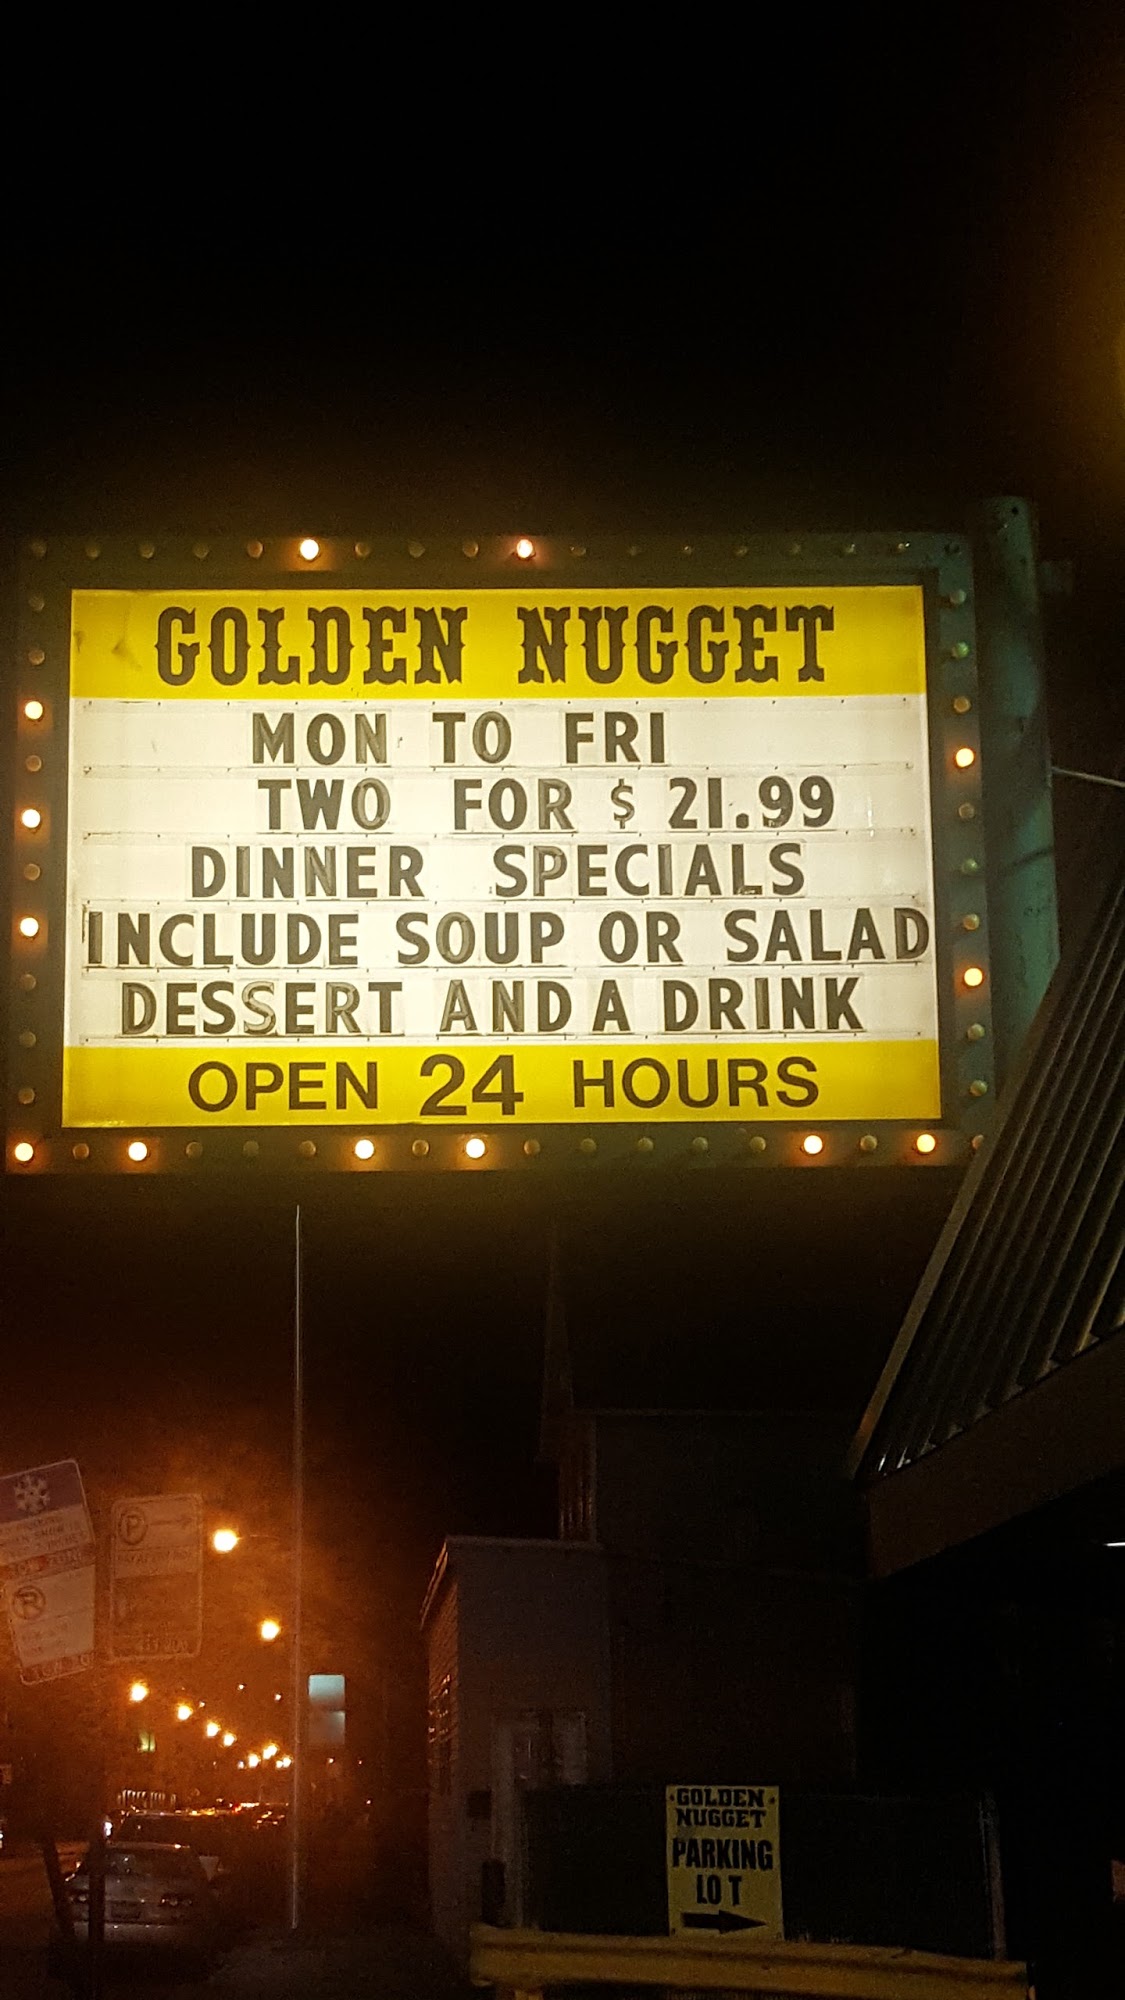 GOLDEN NUGGET
MON TO FRI
TWO FOR $ 21.99
DINNER SPECIALS
INCLUDE SOUP OR SALAD
DESSERT AND A DRINK
OPEN 24 HOURS
P
GOLDEN
NUGGET
PARKING
LOT